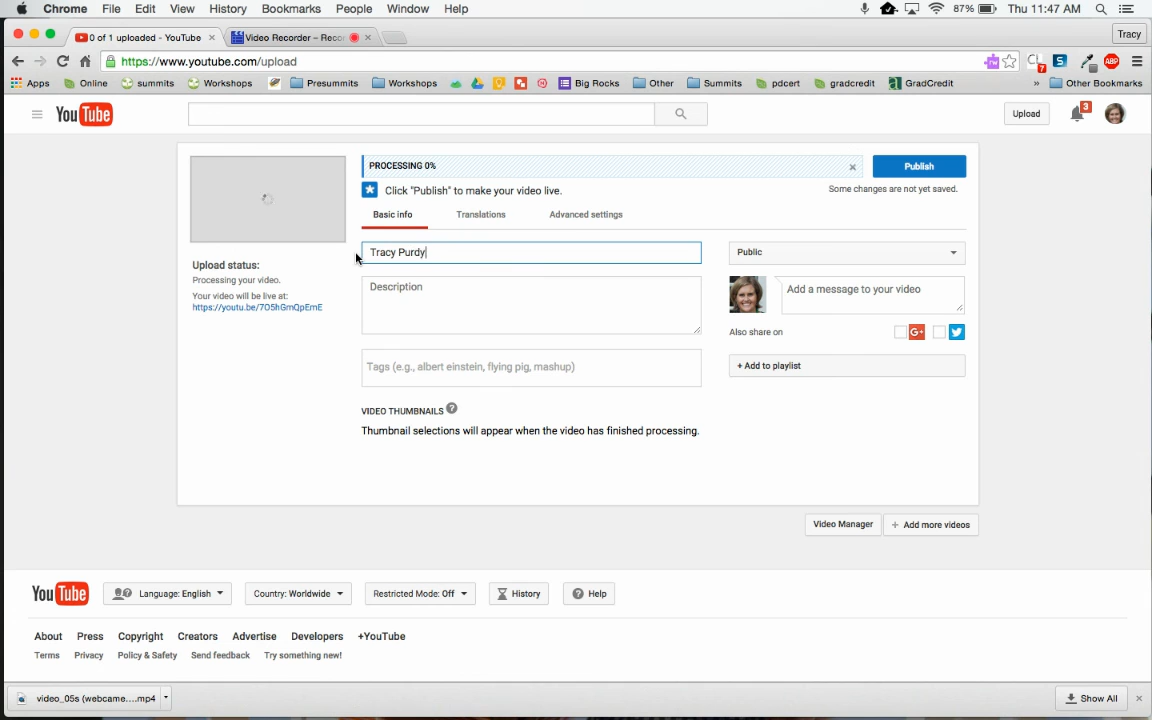 Chrome File Edit View History Bookmarks People Window Help 87% Thu 11:47 AM
0 of 1 uploaded - YouTube Video Recorder – Reco Tracy
https://www.youtube.com/upload
Apps Online summits Workshops Presummits Workshops Big Rocks Other Summits pdcert gradcredit GradCredit » Other Bookmarks
YouTube Upload 3
PROCESSING 0% Publish
Click "Publish" to make your video live. Some changes are not yet saved.
Basic info Translations Advanced settings
Tracy Purdy Public
Upload status:
Processing your video.
Your video will be live at:
https://youtu.be/7O5hGmQpEmE
Description Add a message to your video
Also share on G+
Tags (e.g., albert einstein, flying pig, mashup) + Add to playlist
VIDEO THUMBNAILS ?
Thumbnail selections will appear when the video has finished processing.
Video Manager + Add more videos
YouTube Language: English Country: Worldwide Restricted Mode: Off History Help
About Press Copyright Creators Advertise Developers +YouTube
Terms Privacy Policy & Safety Send feedback Try something new!
video_05s (webcame....mp4 Show All